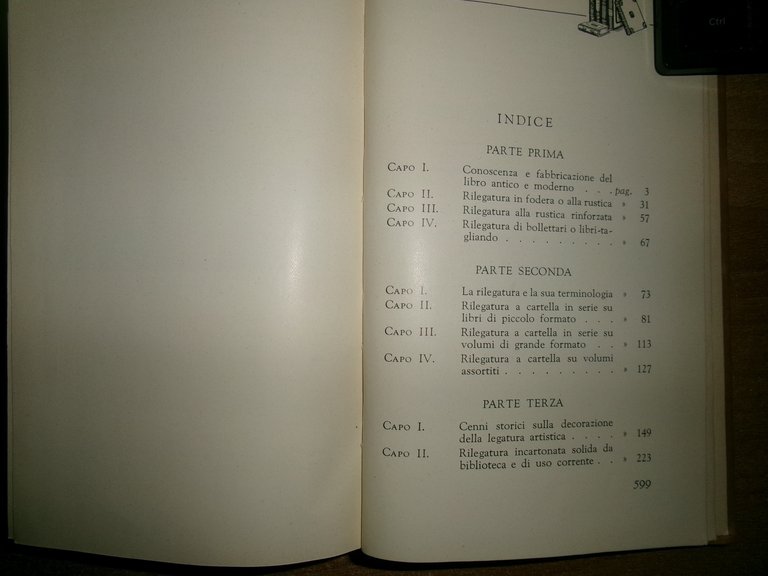 INDICE
PARTE PRIMA
CAPO I. Conoscenza e fabbricazione del
libro antico e moderno . . . pag. 3
CAPO II. Rilegatura in fodera o alla rustica » 31
CAPO III. Rilegatura alla rustica rinforzata » 57
CAPO IV. Rilegatura di bollettari o libri-ta-
gliando . . . . . . . . . » 67
PARTE SECONDA
CAPO I. La rilegatura e la sua terminologia » 73
CAPO II. Rilegatura a cartella in serie su
libri di piccolo formato . . . » 81
CAPO III. Rilegatura a cartella in serie su
volumi di grande formato . . » 113
CAPO IV. Rilegatura a cartella su volumi
assortiti . . . . . . . . . » 127
PARTE TERZA
CAPO I. Cenni storici sulla decorazione
della legatura artistica . . . . » 149
CAPO II. Rilegatura incartonata solida da
biblioteca e di uso corrente . . » 223
599